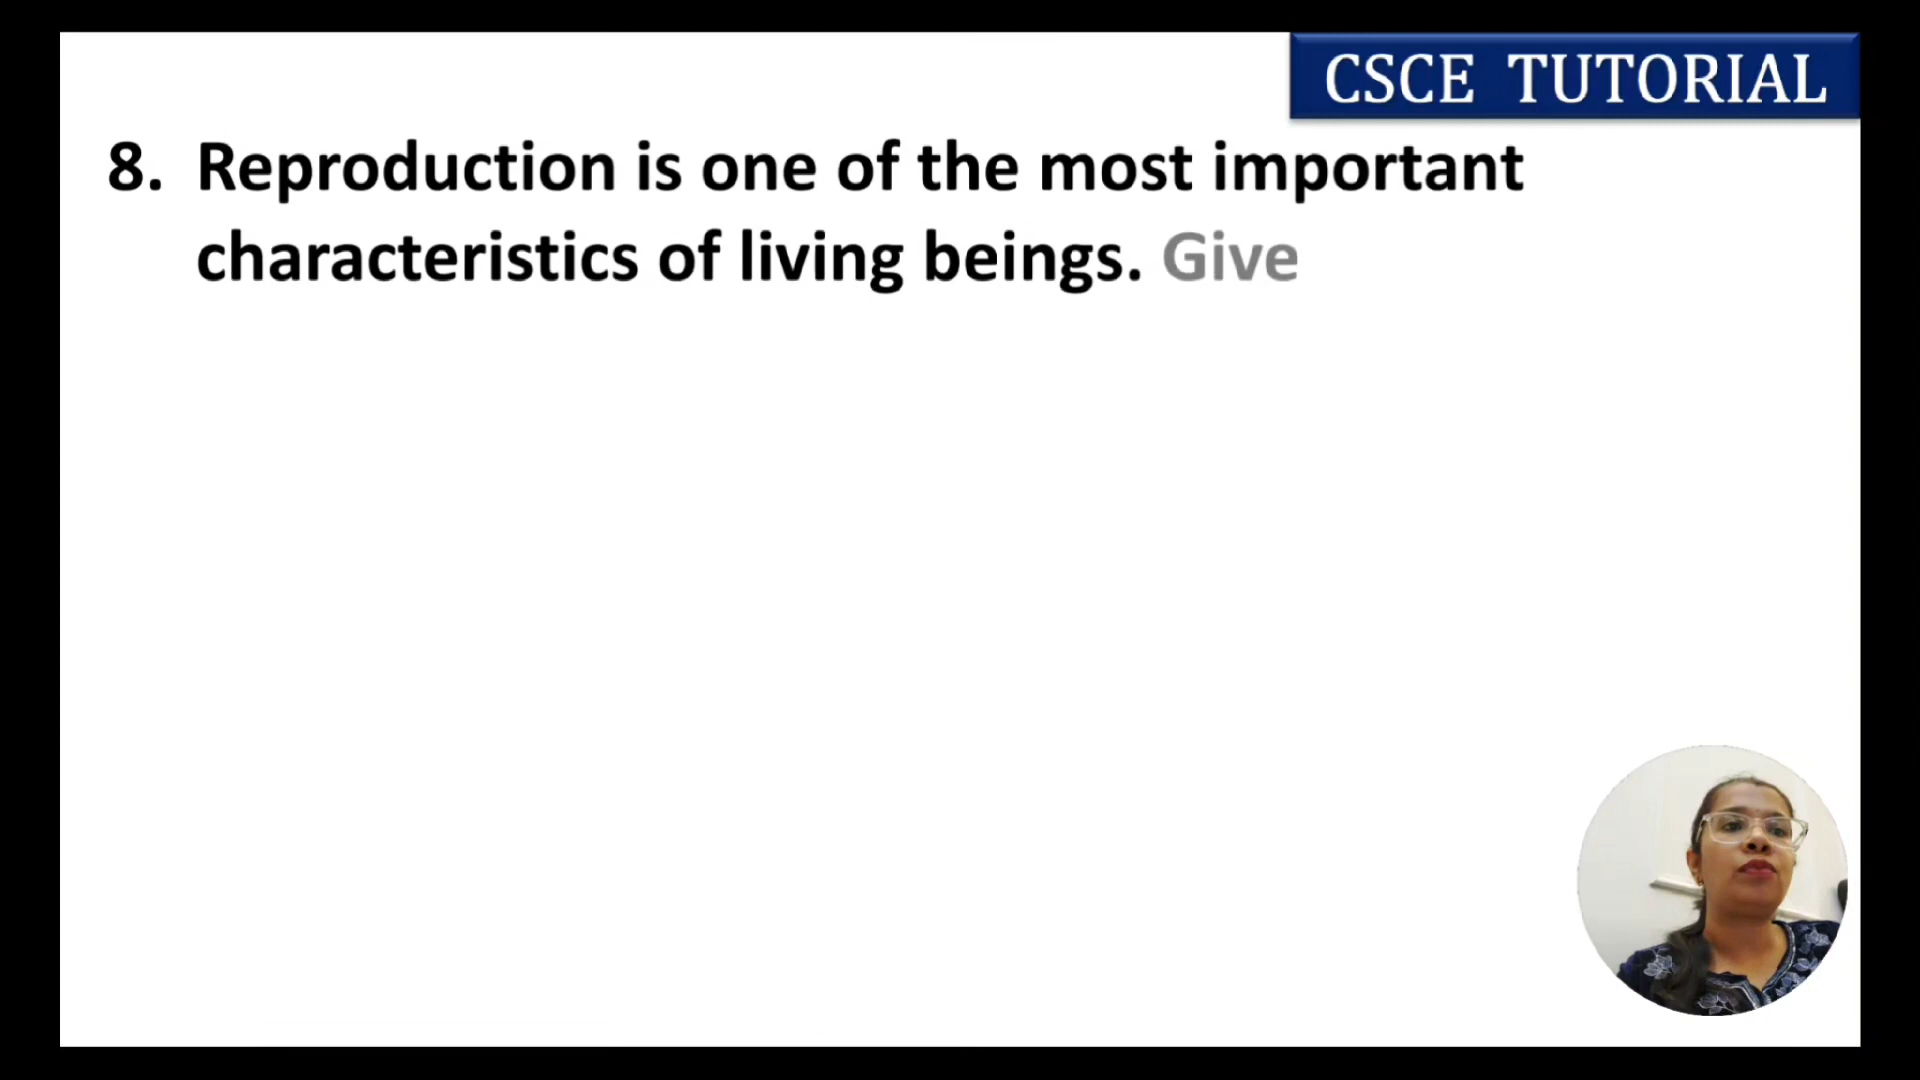 CSCE TUTORIAL
8. Reproduction is one of the most important
characteristics of living beings. Give